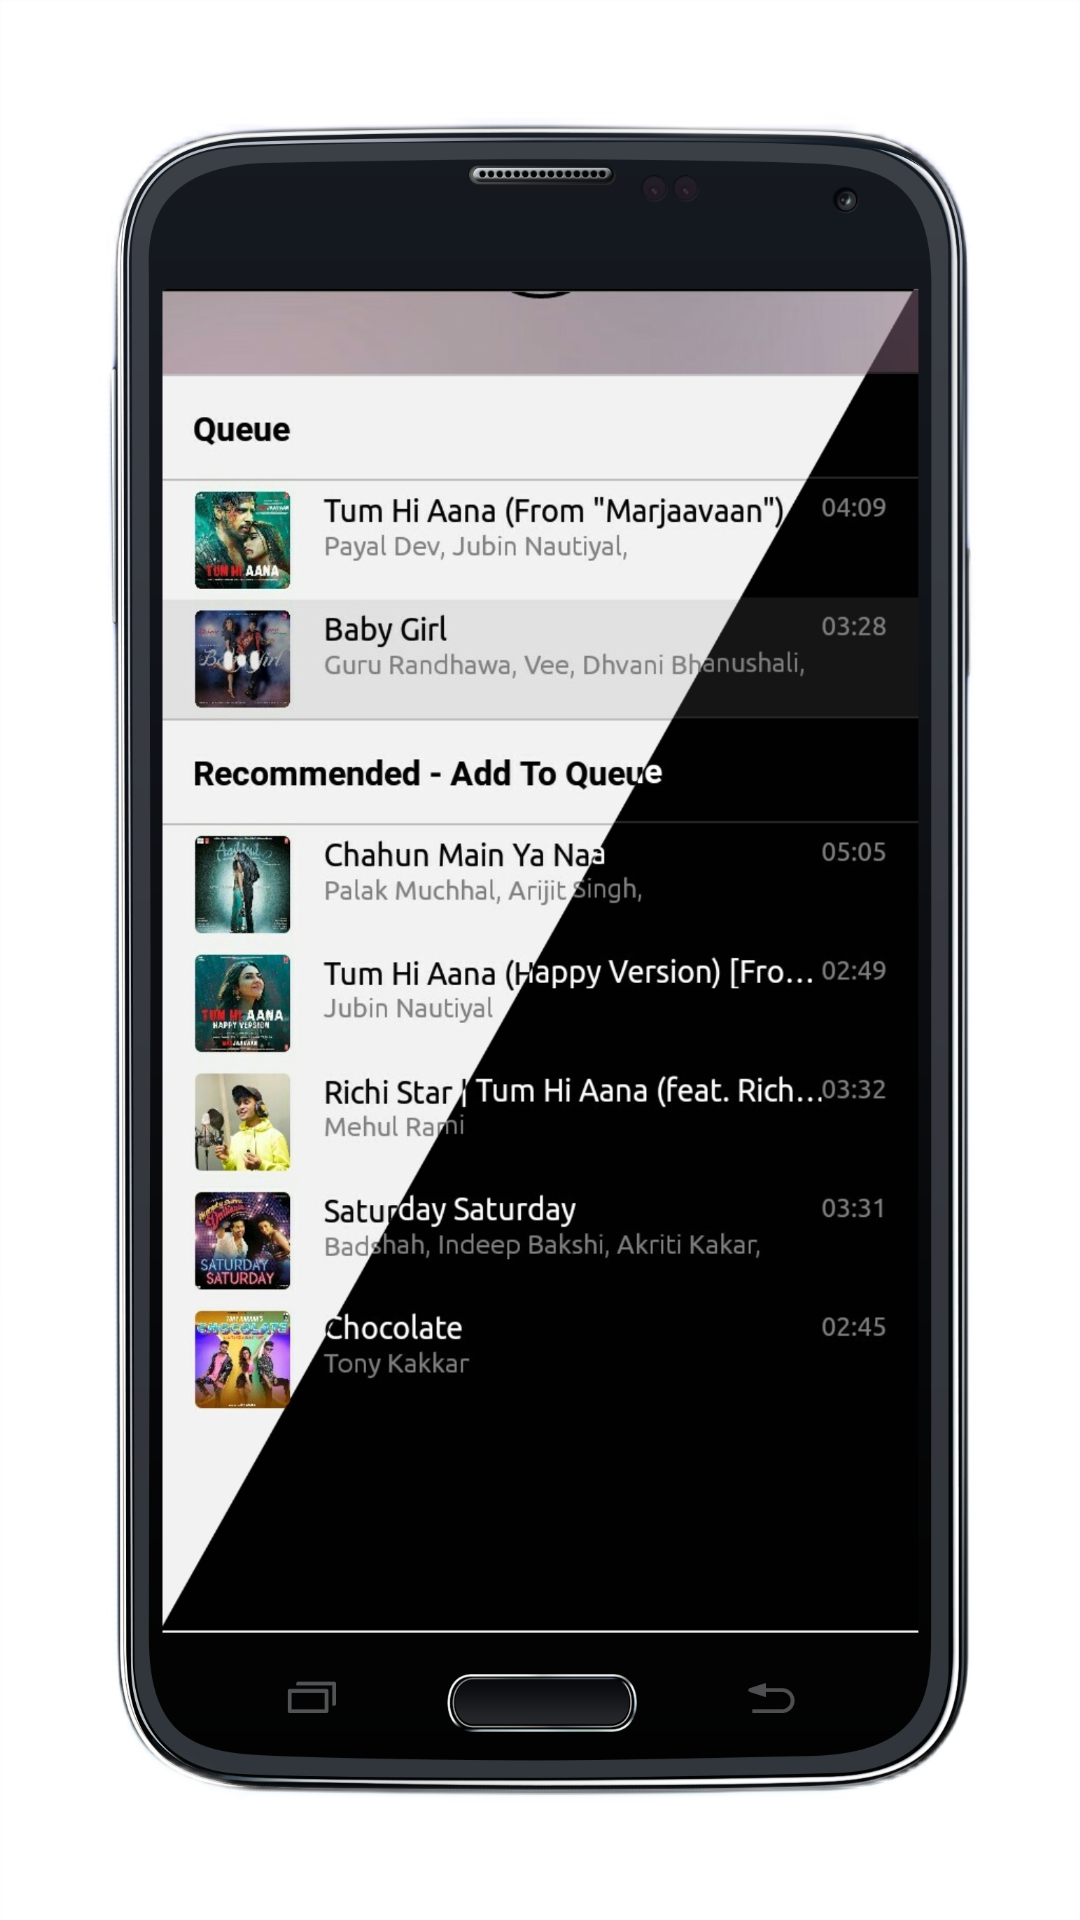 Queue
Tum Hi Aana (From "Marjaavaan") 04:09
Payal Dev, Jubin Nautiyal,
TUM HI AANA
Baby Girl 03:28
Guru Randhawa, Vee, Dhvani Bhanushali,
Baby Girl
Recommended - Add To Queue
Chahun Main Ya Naa 05:05
Palak Muchhal, Arijit Singh,
Tum Hi Aana (Happy Version) [Fro... 02:49
Jubin Nautiyal
TUM HI AANA
HAPPY VERSION
Richi Star | Tum Hi Aana (feat. Rich... 03:32
Mehul Rami
Saturday Saturday 03:31
Badshah, Indeep Bakshi, Akriti Kakar,
SATURDAY
SATURDAY
Chocolate 02:45
Tony Kakkar
CHOCOLATE